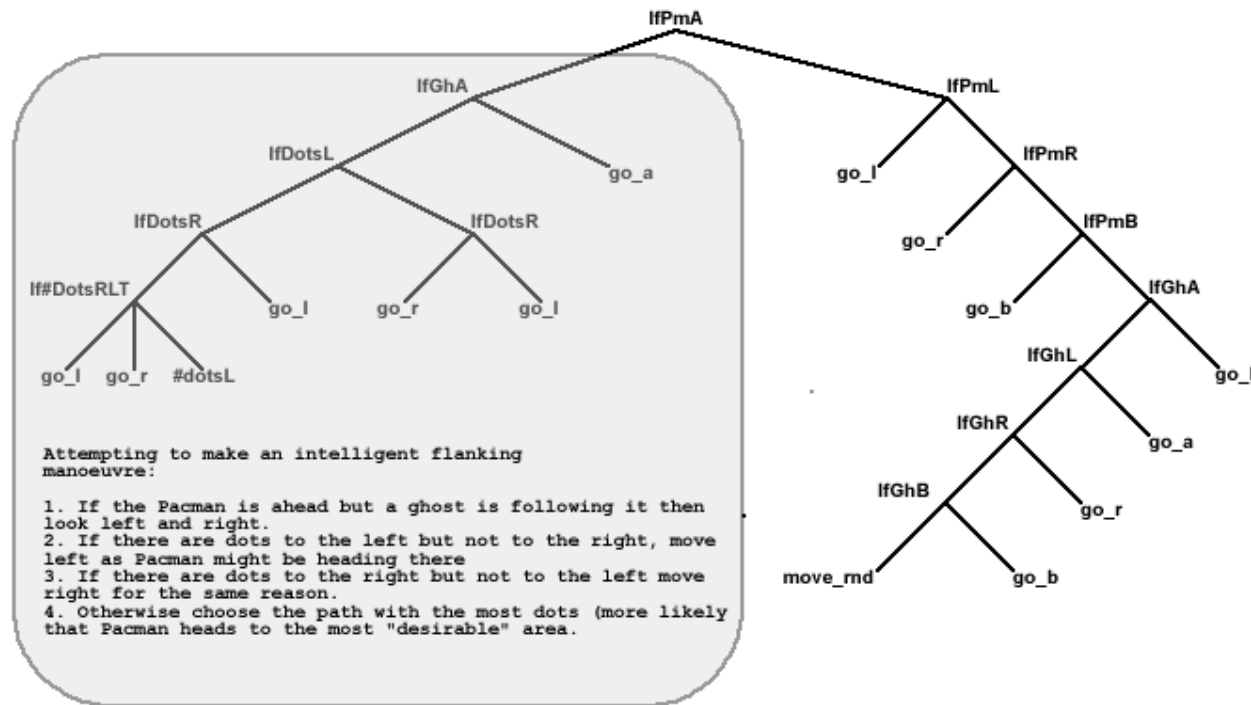 IfPmA
IfGhA
IfPmL
IfDotsL
go_a
go_l
IfPmR
IfDotsR
IfDotsR
go_r
IfPmB
If#DotsRLT
go_l
go_r
go_l
go_b
IfGhA
go_l
go_r
#dotsL
IfGhL
IfGhR
go_a
IfGhB
go_r
move_rnd
go_b
Attempting to make an intelligent flanking
manoeuvre:
1. If the Pacman is ahead but a ghost is following it then
look left and right.
2. If there are dots to the left but not to the right, move
left as Pacman might be heading there
3. If there are dots to the right but not to the left move
right for the same reason.
4. Otherwise choose the path with the most dots (more likely
that Pacman heads to the most "desirable" area.